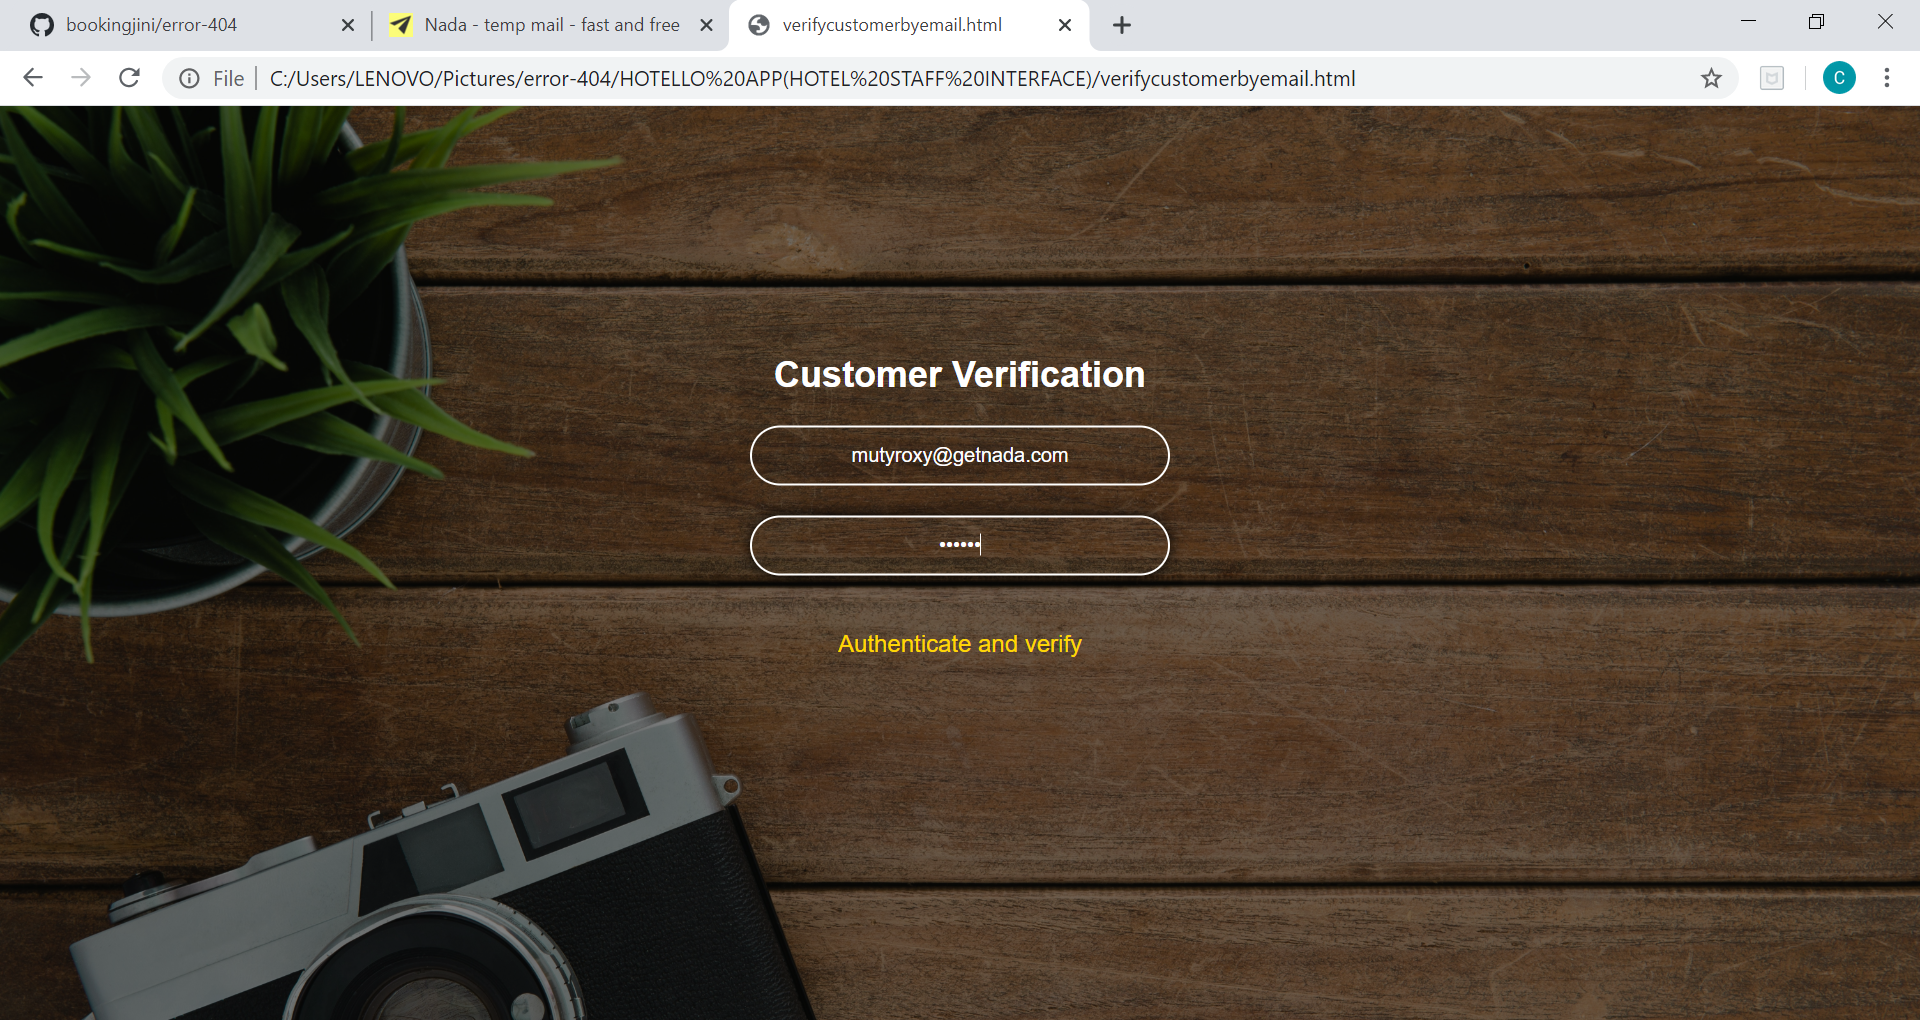 bookingjini/error-404
Nada - temp mail - fast and free
verifycustomerbyemail.html
File
C:/Users/LENOVO/Pictures/error-404/HOTELLO%20APP(HOTEL%20STAFF%20INTERFACE)/verifycustomerbyemail.html
C
Customer Verification
mutyroxy@getnada.com
••••••
Authenticate and verify